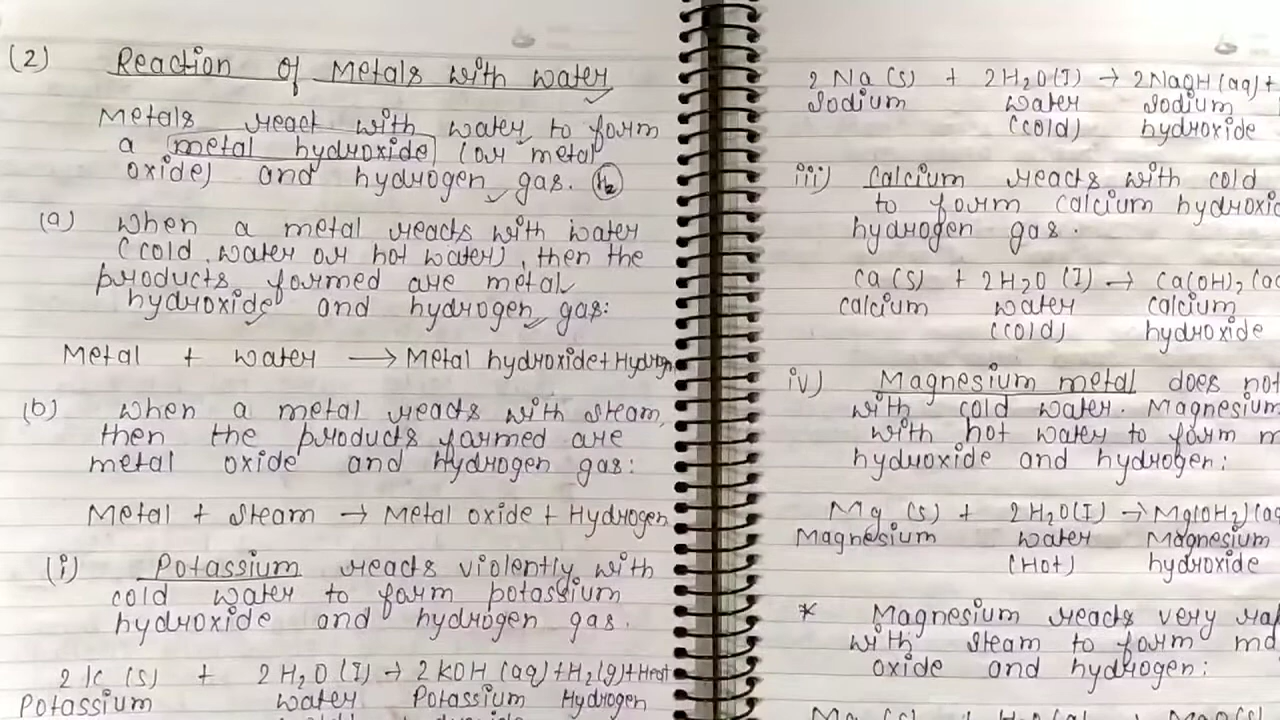 (2) Reaction of Metals with water
Metals react with water to form
a metal hydroxide (or metal
oxide) and hydrogen gas. H₂
(a) when a metal reacts with water
(cold water or hot water), then the
products formed are metal
hydroxide and hydrogen gas:
Metal + water → Metal hydroxide + Hydrogen
(b) when a metal reacts with steam,
then the products formed are
metal oxide and hydrogen gas:
Metal + steam → Metal oxide + Hydrogen
(i) Potassium reacts violently with
cold water to form potassium
hydroxide and hydrogen gas.
2K (s) + 2H₂O (l) → 2KOH (aq) + H₂(g) + Heat
Potassium water Potassium Hydrogen
2Na (s) + 2H₂O (l) → 2NaOH (aq) +
Sodium water Sodium
(cold) hydroxide
iii) Calcium reacts with cold
to form calcium
hydrogen gas.
Ca (s) + 2H₂O (l) → Ca(OH)₂
calcium water calcium
(cold) hydroxide
iv) Magnesium metal does not
with cold water. Magnesium
with hot water to form
hydroxide and hydrogen:
Mg (s) + 2H₂O (l) → Mg(OH₂)
Magnesium water Magnesium
(Hot) hydroxide
* Magnesium reacts very
with steam to form
oxide and hydrogen: